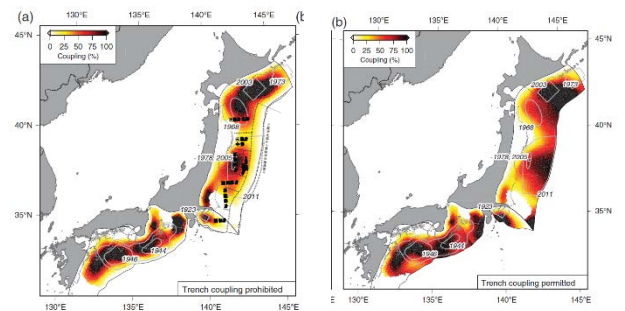 (a)
45°N
0 25 50 75 100
Coupling (%)
2003
1973
1968
40°N
1978
2005
2011
1923
35°N
1944
1946
Trench coupling prohibited
130°E 135°E 140°E 145°E
(b)
45°N
0 25 50 75 100
Coupling (%)
2003
1973
1968
40°N
1978, 2005
2011
1923
35°N
1944
1946
Trench coupling permitted
130°E 135°E 140°E 145°E